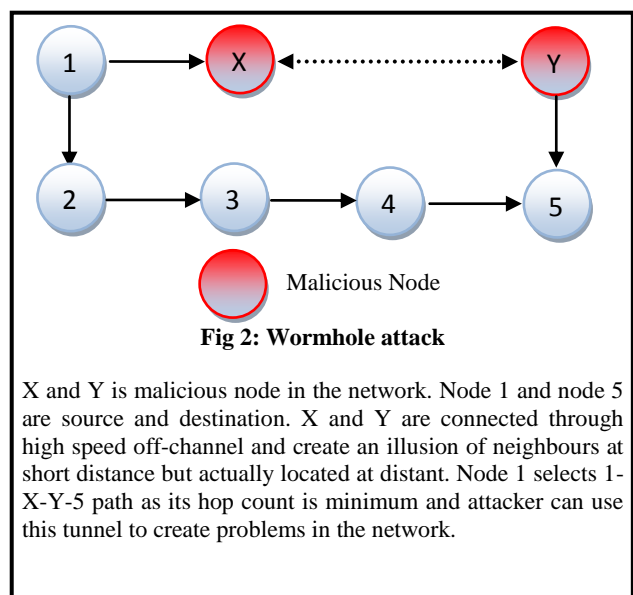 1
X
Y
2
3
4
5
Malicious Node
Fig 2: Wormhole attack
X and Y is malicious node in the network. Node 1 and node 5
are source and destination. X and Y are connected through
high speed off-channel and create an illusion of neighbours at
short distance but actually located at distant. Node 1 selects 1-
X-Y-5 path as its hop count is minimum and attacker can use
this tunnel to create problems in the network.